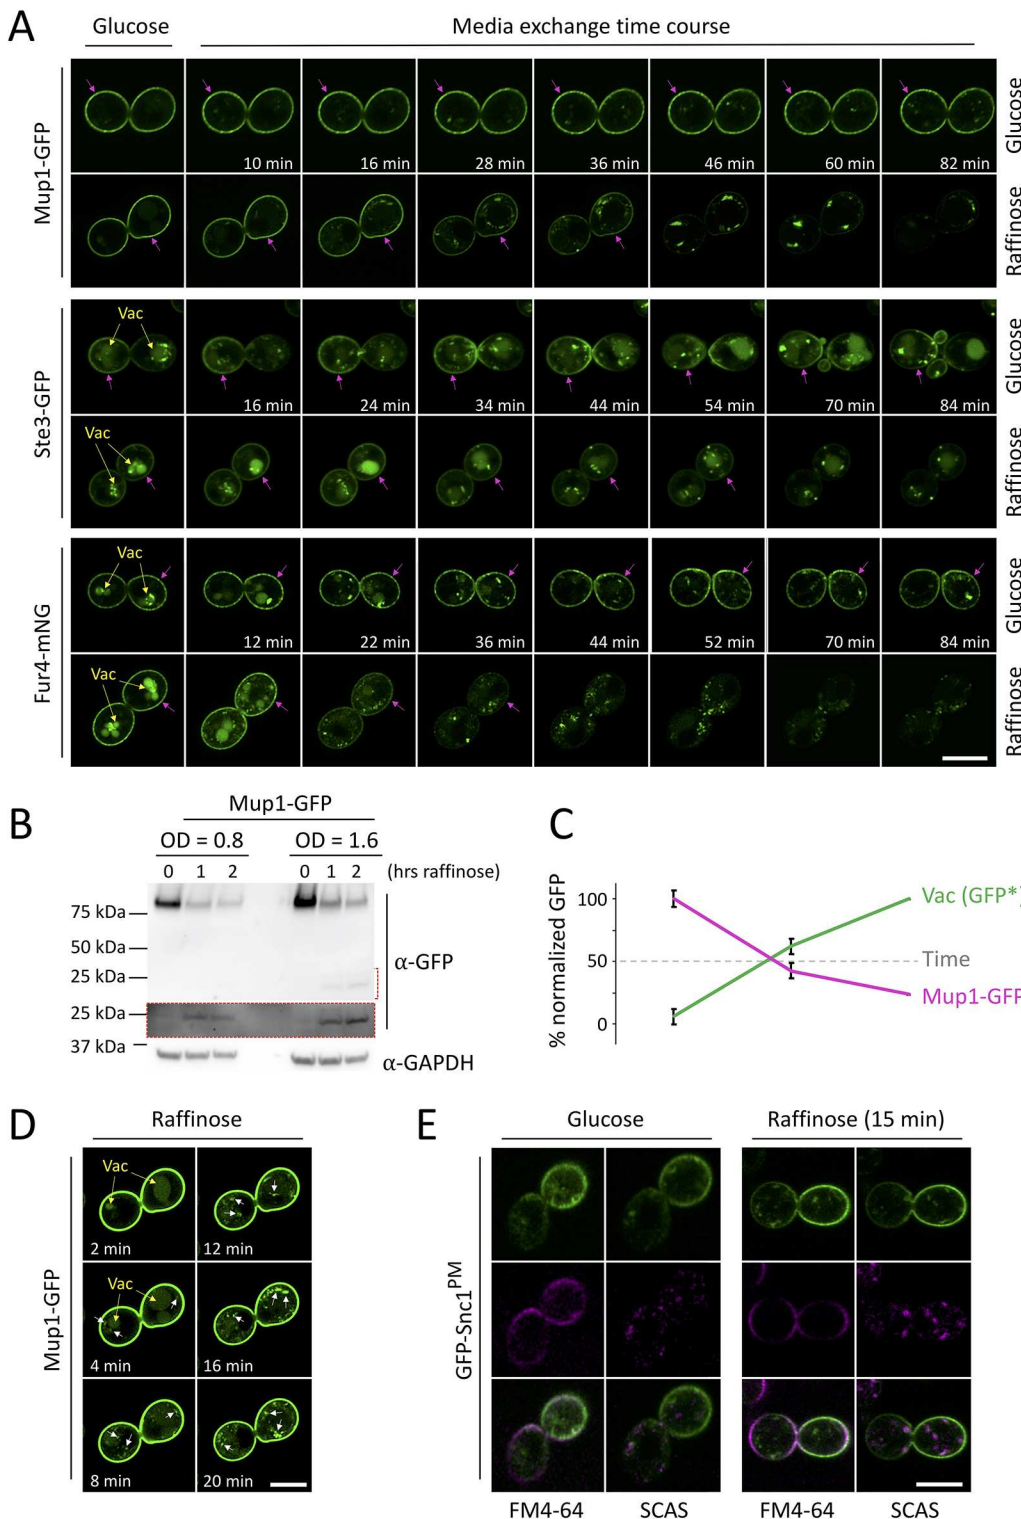 A
Glucose
Media exchange time course
Mup1-GFP
Glucose
10 min 16 min 28 min 36 min 46 min 60 min 82 min
Raffinose
Ste3-GFP
Vac
Glucose
16 min 24 min 34 min 44 min 54 min 70 min 84 min
Vac
Raffinose
Fur4-mNG
Vac
Glucose
12 min 22 min 36 min 44 min 52 min 70 min 84 min
Vac
Raffinose
B
Mup1-GFP
OD = 0.8 OD = 1.6
0 1 2 0 1 2 (hrs raffinose)
75 kDa
50 kDa
25 kDa
25 kDa
37 kDa
α-GFP
α-GAPDH
C
% normalized GFP
100
50
0
Vac (GFP*)
Time
Mup1-GFP
D
Raffinose
Mup1-GFP
Vac
2 min 12 min
Vac
4 min 16 min
8 min 20 min
E
Glucose Raffinose (15 min)
GFP-Snc1PM
FM4-64 SCAS FM4-64 SCAS